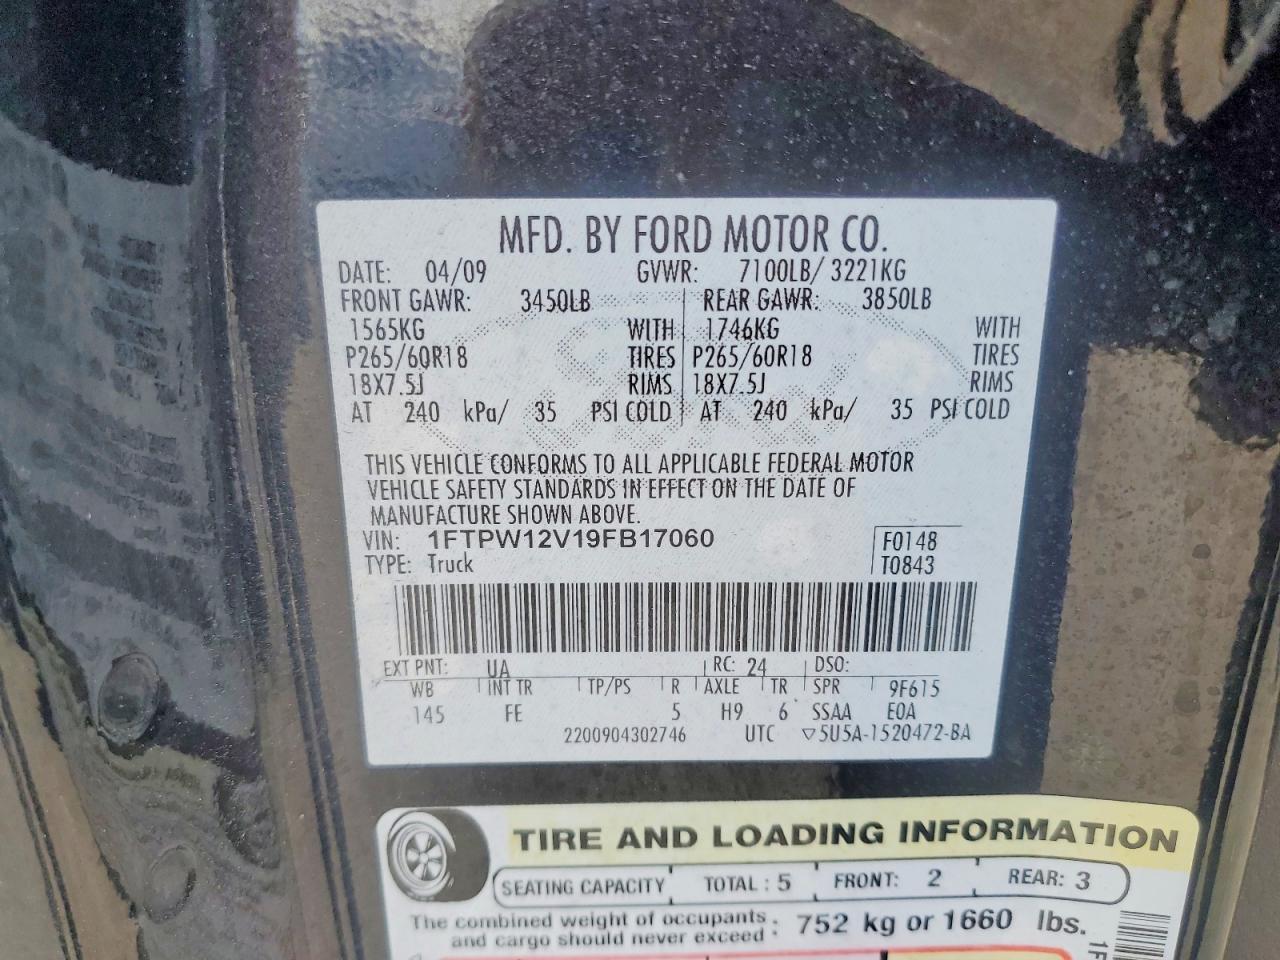 MFD. BY FORD MOTOR CO.
DATE: 04/09 GVWR: 7100LB/ 3221KG
FRONT GAWR: 3450LB REAR GAWR: 3850LB
1565KG WITH 1746KG WITH
P265/60R18 TIRES P265/60R18 TIRES
18X7.5J RIMS 18X7.5J RIMS
AT 240 kPa/ 35 PSI COLD AT 240 kPa/ 35 PSI COLD
THIS VEHICLE CONFORMS TO ALL APPLICABLE FEDERAL MOTOR
VEHICLE SAFETY STANDARDS IN EFFECT ON THE DATE OF
MANUFACTURE SHOWN ABOVE.
VIN: 1FTPW12V19FB17060 F0148
TYPE: Truck T0843
EXT PNT: UA RC: 24 DSO:
WB INT TR TP/PS R AXLE TR SPR 9F615
145 FE 5 H9 6 SSAA EOA
2200904302746 UTC ▽5U5A-1520472-BA
TIRE AND LOADING INFORMATION
SEATING CAPACITY TOTAL : 5 FRONT: 2 REAR: 3
The combined weight of occupants and cargo should never exceed : 752 kg or 1660 lbs.
1F